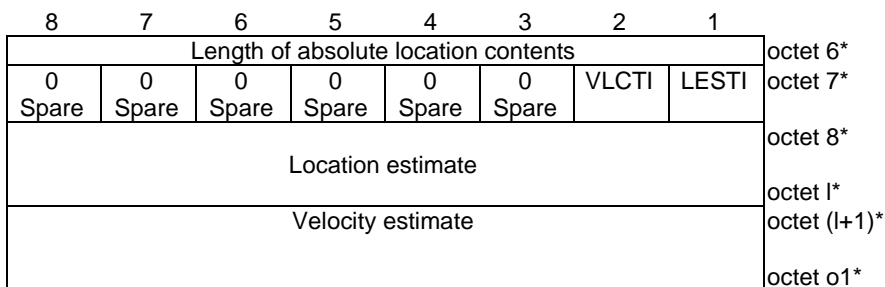 8 7 6 5 4 3 2 1
Length of absolute location contents octet 6*
0 0 0 0 0 0 VLCTI LESTI octet 7*
Spare Spare Spare Spare Spare Spare
octet 8*
Location estimate
octet l*
Velocity estimate octet (l+1)*
octet o1*